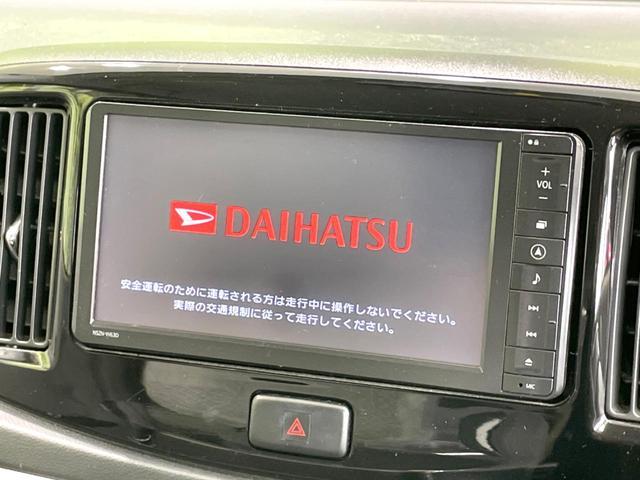 DAIHATSU
安全運転のために運転される方は走行中に操作しないでください。
実際の交通規制に従って走行してください。
VOL
MIC